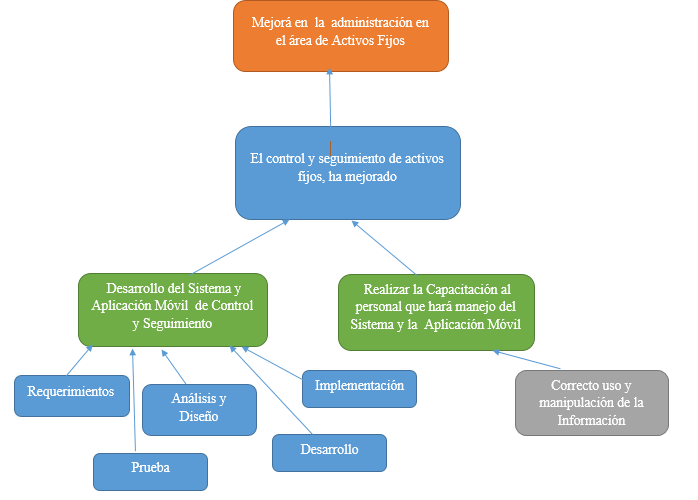 Mejorá en la administración en
el área de Activos Fijos
El control y seguimiento de activos
fijos, ha mejorado
Desarrollo del Sistema y
Aplicación Móvil de Control
y Seguimiento
Realizar la Capacitación al
personal que hará manejo del
Sistema y la Aplicación Móvil
Requerimientos
Análisis y
Diseño
Implementación
Correcto uso y
manipulación de la
Información
Prueba
Desarrollo